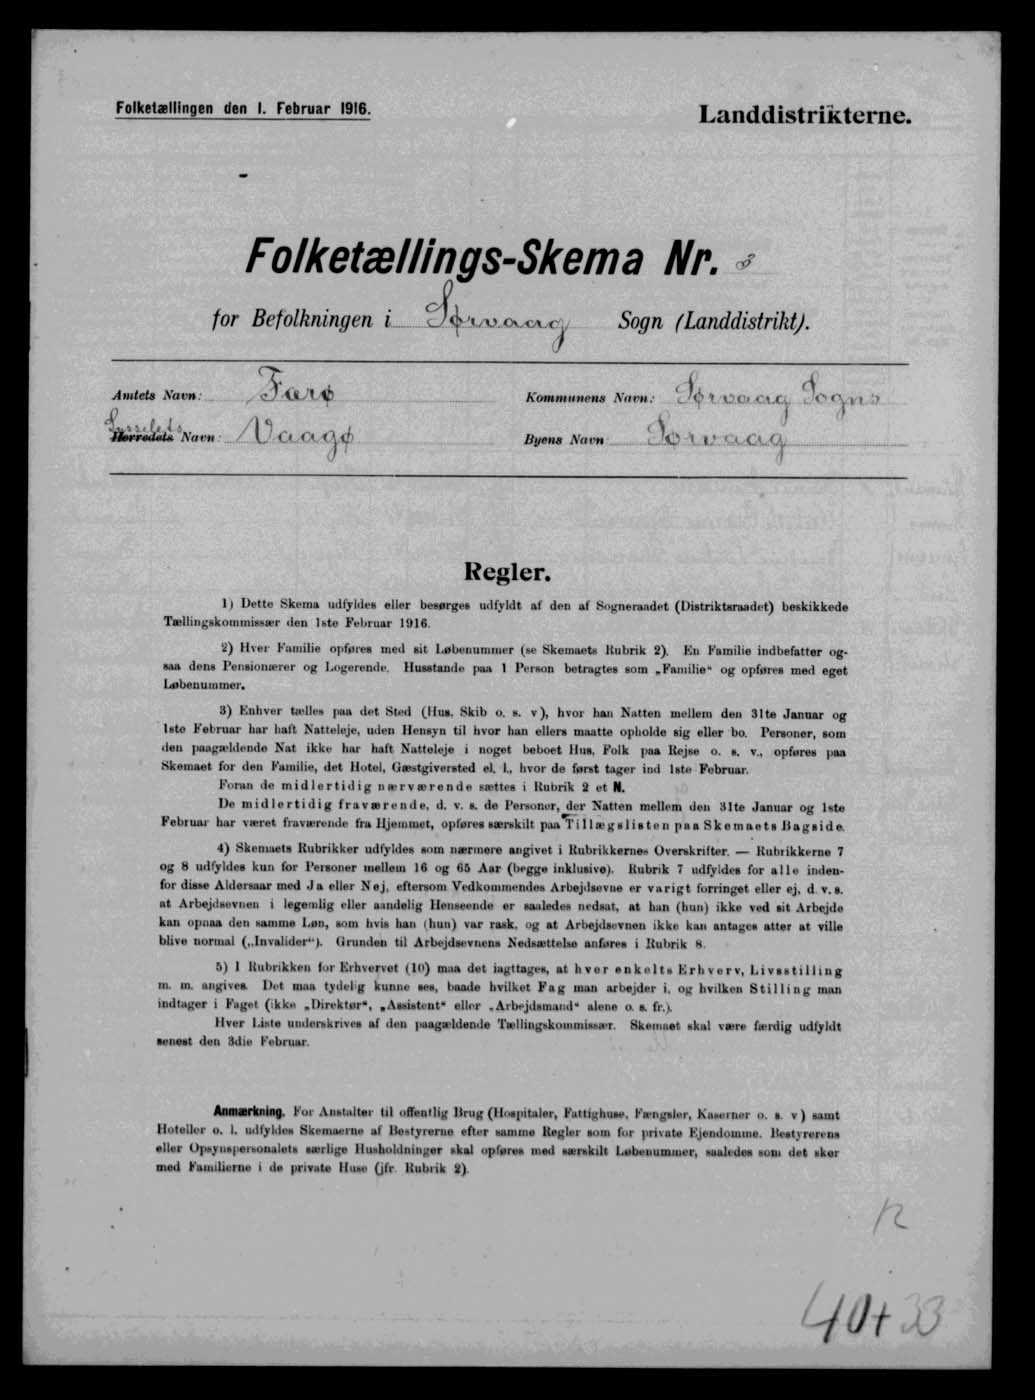 Folketællingen den 1. Februar 1916.
Landdistrikterne.
Folketællings-Skema Nr. 3
for Befolkningen i Sørvaag Sogn (Landdistrikt).
Amtets Navn: Færø
Kommunens Navn: Sørvaag Sogns
Sysselets
Herredets Navn: Vaagø
Byens Navn: Sørvaag
Regler.
1) Dette Skema udfyldes eller besørges udfyldt af den af Sogneraadet (Distriktsraadet) beskikkede
Tællingskommissær den 1ste Februar 1916.
2) Hver Familie opføres med sit Løbenummer (se Skemaets Rubrik 2). En Familie indbefatter og-
saa dens Pensionærer og Logerende. Husstande paa 1 Person betragtes som „Familie“ og opføres med eget
Løbenummer.
3) Enhver tælles paa det Sted (Hus, Skib o. s. v), hvor han Natten mellem den 31te Januar og
1ste Februar har haft Natteleje, uden Hensyn til hvor han ellers maatte opholde sig eller bo. Personer, som
den paagældende Nat ikke har haft Natteleje i noget beboet Hus, Folk paa Rejse o. s. v., opføres paa
Skemaet for den Familie, det Hotel, Gæstgiversted el. l., hvor de først tager ind 1ste Februar.
Foran de midlertidig nærværende sættes i Rubrik 2 et N.
De midlertidig fraværende, d. v. s. de Personer, der Natten mellem den 31te Januar og 1ste
Februar har været fraværende fra Hjemmet, opføres særskilt paa Tillægslisten paa Skemaets Bagside.
4) Skemaets Rubrikker udfyldes som nærmere angivet i Rubrikkernes Overskrifter. — Rubrikkerne 7
og 8 udfyldes kun for Personer mellem 16 og 65 Aar (begge inklusive). Rubrik 7 udfyldes for alle inden-
for disse Aldersaar med Ja eller Nej, eftersom Vedkommendes Arbejdsevne er varigt forringet eller ej, d. v. s.
at Arbejdsevnen i legemlig eller aandelig Henseende er saaledes nedsat, at han (hun) ikke ved sit Arbejde
kan opnaa den samme Løn, som hvis han (hun) var rask, og at Arbejdsevnen ikke kan antages atter at ville
blive normal („Invalider“). Grunden til Arbejdsevnens Nedsættelse anføres i Rubrik 8.
5) I Rubrikken for Erhvervet (10) maa det iagttages, at hver enkelts Erhverv, Livsstilling
m. m. angives. Det maa tydelig kunne ses, baade hvilket Fag man arbejder i, og hvilken Stilling man
indtager i Faget (ikke „Direktør“, „Assistent“ eller „Arbejdsmand“ alene o. s. fr.).
Hver Liste underskrives af den paagældende Tællingskommissær. Skemaet skal være færdig udfyldt
senest den 3die Februar.
Anmærkning. For Anstalter til offentlig Brug (Hospitaler, Fattighuse, Fængsler, Kaserner o. s. v) samt
Hoteller o. l. udfyldes Skemaerne af Bestyrerne efter samme Regler som for private Ejendomme. Bestyrerens
eller Opsynspersonalets særlige Husholdninger skal opføres med særskilt Løbenummer, saaledes som det sker
med Familierne i de private Huse (jfr. Rubrik 2).
12
40+33